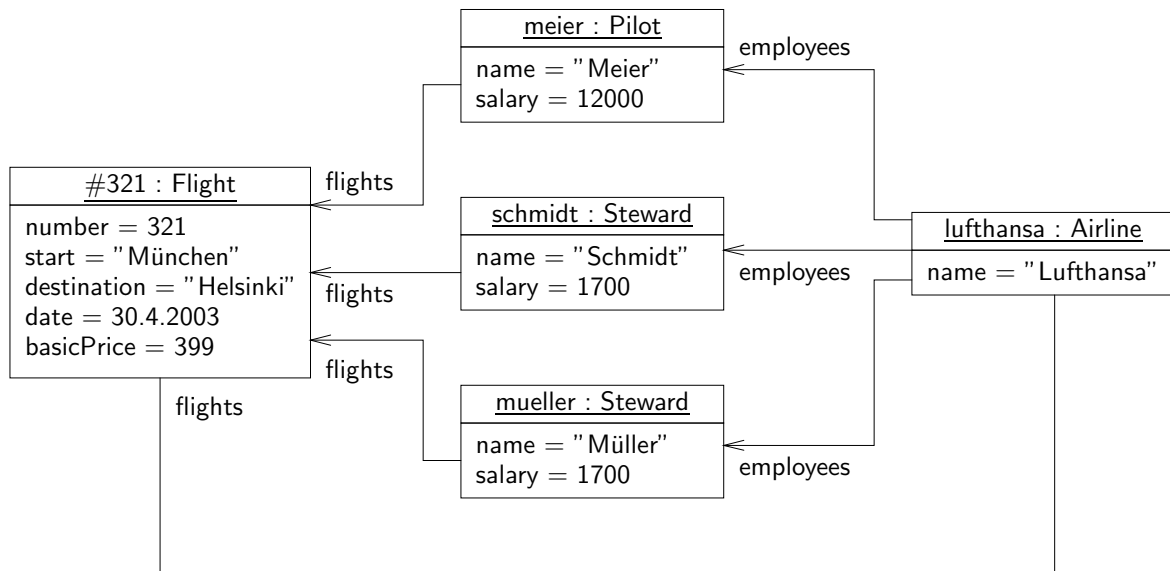 meier : Pilot
name = "Meier"
salary = 12000
employees
#321 : Flight
number = 321
start = "München"
destination = "Helsinki"
date = 30.4.2003
basicPrice = 399
flights
schmidt : Steward
name = "Schmidt"
salary = 1700
flights
employees
lufthansa : Airline
name = "Lufthansa"
flights
mueller : Steward
name = "Müller"
salary = 1700
employees
flights